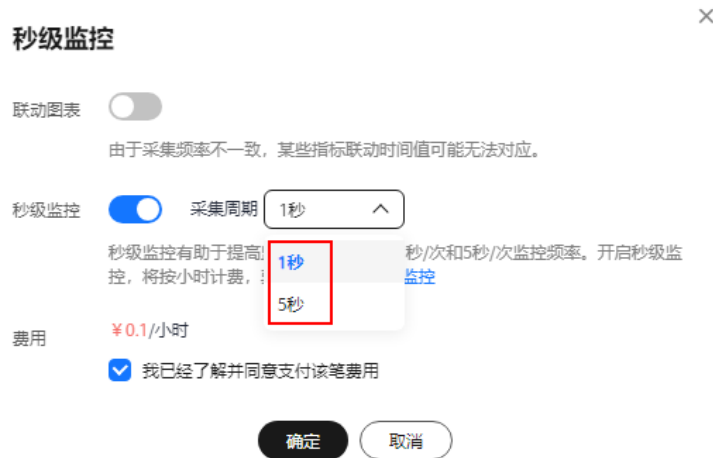 秒级监控
联动图表
由于采集频率不一致，某些指标联动时间值可能无法对应。
秒级监控 采集周期 1秒
秒级监控有助于提高 秒/次和5秒/次监控频率。开启秒级监
控，将按小时计费， 监控
1秒
5秒
费用 ￥0.1/小时
我已经了解并同意支付该笔费用
确定 取消